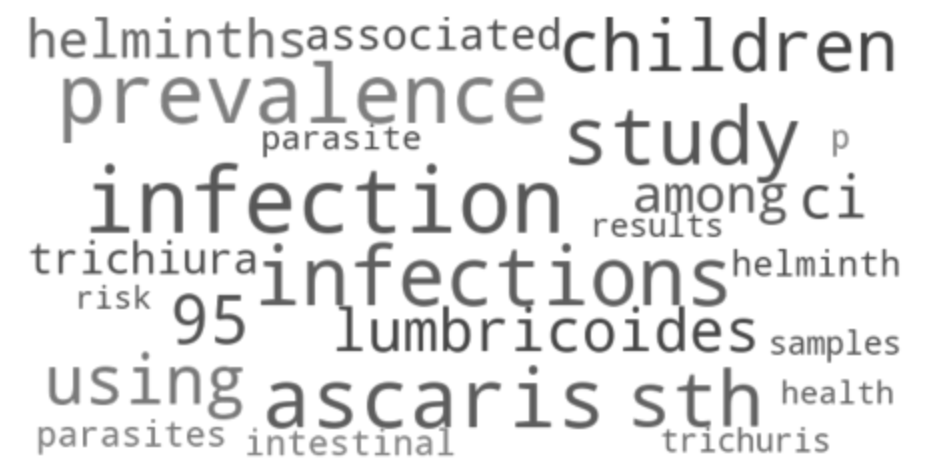 helminths associated children
prevalence
parasite study p
infection among ci
results
trichiura infections helminth
risk 95 lumbricoides samples
using ascaris sth health
parasites intestinal trichuris